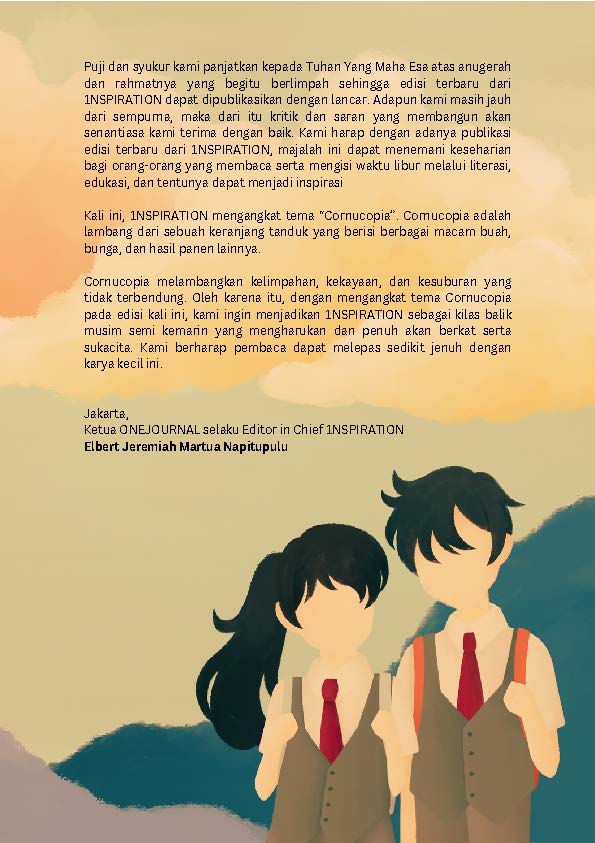 Puji dan syukur kami panjatkan kepada Tuhan Yang Maha Esa atas anugerah
dan rahmatnya yang begitu berlimpah sehingga edisi terbaru dari
1NSPIRATION dapat dipublikasikan dengan lancar. Adapun kami masih jauh
dari sempurna, maka dari itu kritik dan saran yang membangun akan
senantiasa kami terima dengan baik. Kami harap dengan adanya publikasi
edisi terbaru dari 1NSPIRATION, majalah ini dapat menemani keseharian
bagi orang-orang yang membaca serta mengisi waktu libur melalui literasi,
edukasi, dan tentunya dapat menjadi inspirasi
Kali ini, 1NSPIRATION mengangkat tema “Cornucopia”. Cornucopia adalah
lambang dari sebuah keranjang tanduk yang berisi berbagai macam buah,
bunga, dan hasil panen lainnya.
Cornucopia melambangkan kelimpahan, kekayaan, dan kesuburan yang
tidak terbendung. Oleh karena itu, dengan mengangkat tema Cornucopia
pada edisi kali ini, kami ingin menjadikan 1NSPIRATION sebagai kilas balik
musim semi kemarin yang mengharukan dan penuh akan berkat serta
sukacita. Kami berharap pembaca dapat melepas sedikit jenuh dengan
karya kecil ini.
Jakarta,
Ketua ONEJOURNAL selaku Editor in Chief 1NSPIRATION
Elbert Jeremiah Martua Napitupulu